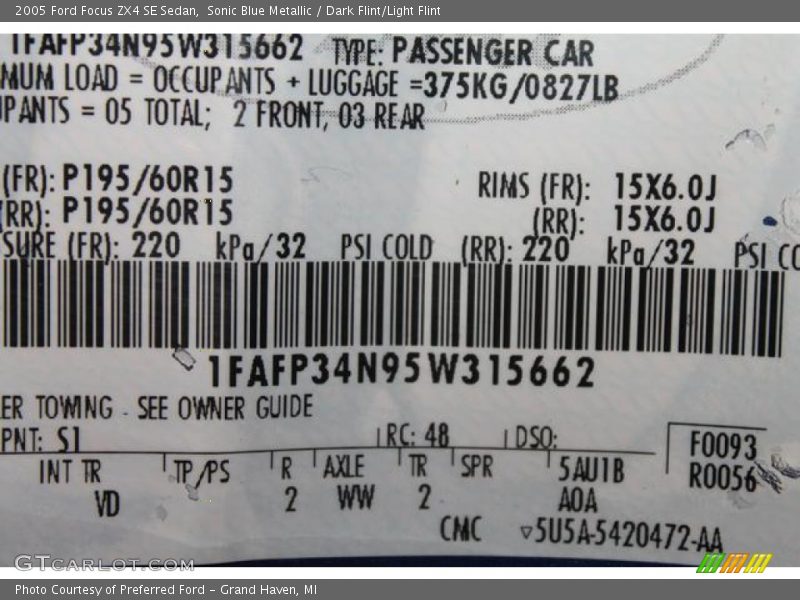 2005 Ford Focus ZX4 SE Sedan,  Sonic Blue Metallic / Dark Flint/Light Flint
1FAFP34N95W315662 TYPE: PASSENGER CAR
MUM LOAD = OCCUPANTS + LUGGAGE =375KG/0827LB
UPANTS = 05 TOTAL; 2 FRONT, 03 REAR
(FR): P195/60R15 RIMS (FR): 15X6.0J
(RR): P195/60R15 (RR): 15X6.0J
SURE (FR): 220 kPa/32 PSI COLD (RR): 220 kPa/32 PSI CO
1FAFP34N95W315662
ER TOWING - SEE OWNER GUIDE
PNT: S1 RC: 48 DSO: F0093
INT TR TP/PS R AXLE TR SPR 5AU1B R0056
VD 2 WW 2 A0A
CMC ▿5U5A-5420472-AA
GTCARLOT.COM
Photo Courtesy of Preferred Ford – Grand Haven, MI